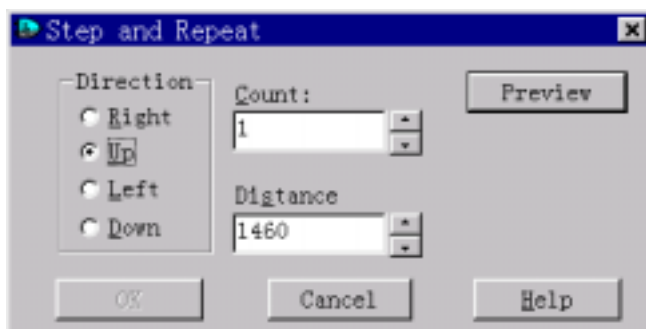 Step and Repeat
Direction
Right
Up
Left
Down
Count:
1
Distance
1460
Preview
OK
Cancel
Help